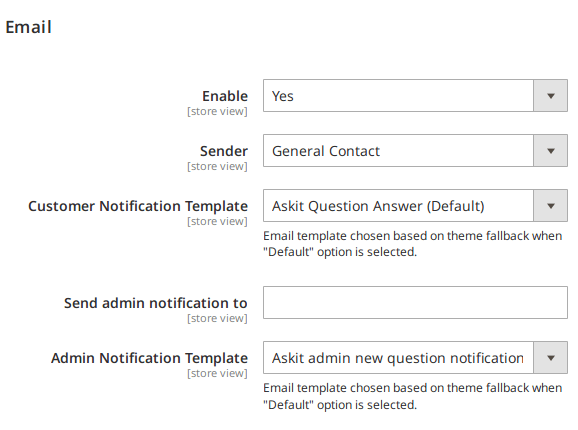 Email
Enable
Yes
[store view]
Sender
General Contact
[store view]
Customer Notification Template
Askit Question Answer (Default)
[store view]
Email template chosen based on theme fallback when
"Default" option is selected.
Send admin notification to
[store view]
Admin Notification Template
Askit admin new question notification
[store view]
Email template chosen based on theme fallback when
"Default" option is selected.